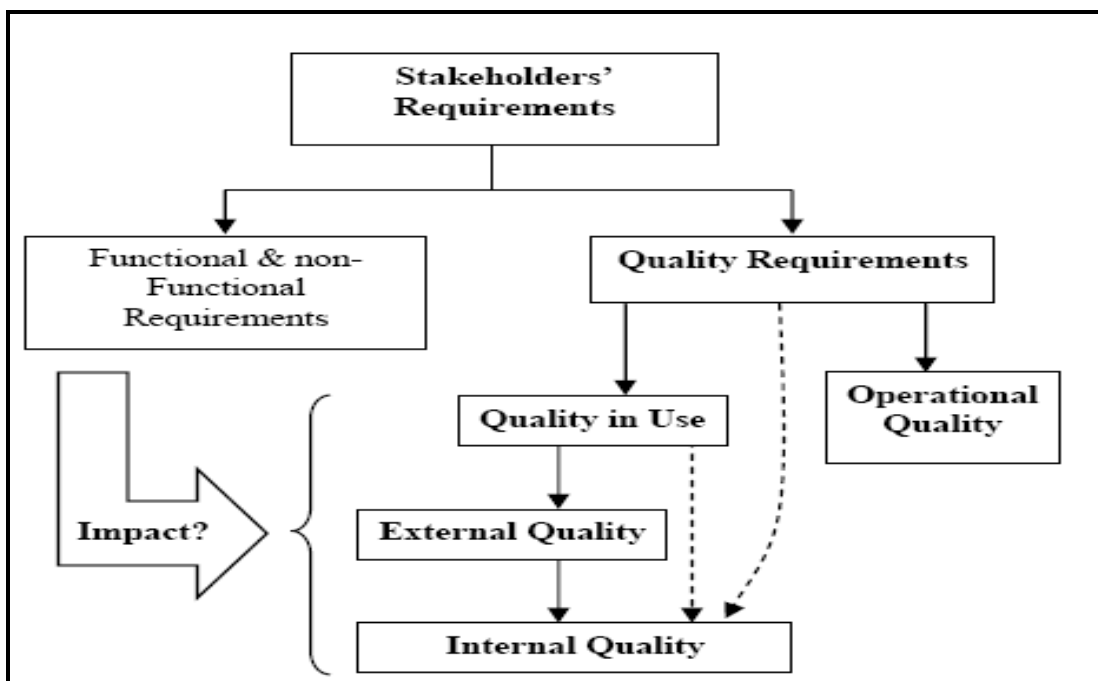 Stakeholders’
Requirements
Functional & non-
Functional
Requirements
Quality Requirements
Quality in Use
Operational
Quality
Impact?
External Quality
Internal Quality